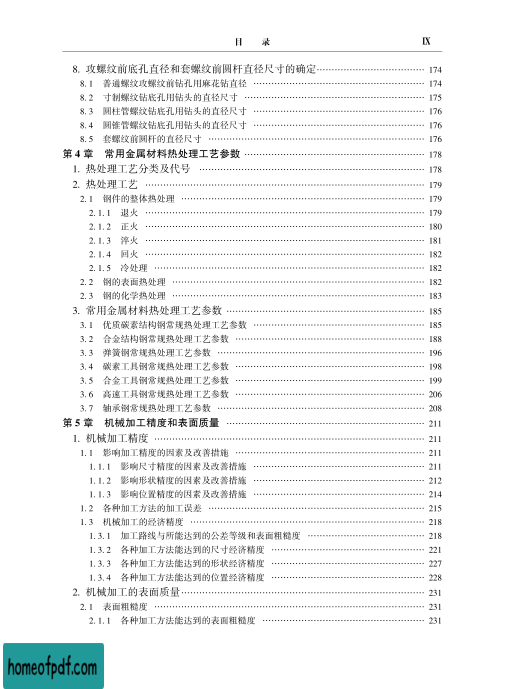 目 录 Ⅸ
8. 攻螺纹前底孔直径和套螺纹前圆杆直径尺寸的确定 …… 174
8. 1 普通螺纹攻螺纹前钻孔用麻花钻直径 …… 174
8. 2 寸制螺纹钻底孔用钻头的直径尺寸 …… 175
8. 3 圆柱管螺纹钻底孔用钻头的直径尺寸 …… 176
8. 4 圆锥管螺纹钻底孔用钻头的直径尺寸 …… 176
8. 5 套螺纹前圆杆的直径尺寸 …… 176
第 4 章 常用金属材料热处理工艺参数 …… 178
1. 热处理工艺分类及代号 …… 178
2. 热处理工艺 …… 179
2. 1 钢件的整体热处理 …… 179
2. 1. 1 退火 …… 179
2. 1. 2 正火 …… 180
2. 1. 3 淬火 …… 181
2. 1. 4 回火 …… 182
2. 1. 5 冷处理 …… 182
2. 2 钢的表面热处理 …… 182
2. 3 钢的化学热处理 …… 183
3. 常用金属材料热处理工艺参数 …… 185
3. 1 优质碳素结构钢常规热处理工艺参数 …… 185
3. 2 合金结构钢常规热处理工艺参数 …… 188
3. 3 弹簧钢常规热处理工艺参数 …… 196
3. 4 碳素工具钢常规热处理工艺参数 …… 198
3. 5 合金工具钢常规热处理工艺参数 …… 199
3. 6 高速工具钢常规热处理工艺参数 …… 206
3. 7 轴承钢常规热处理工艺参数 …… 208
第 5 章 机械加工精度和表面质量 …… 211
1. 机械加工精度 …… 211
1. 1 影响加工精度的因素及改善措施 …… 211
1. 1. 1 影响尺寸精度的因素及改善措施 …… 211
1. 1. 2 影响形状精度的因素及改善措施 …… 212
1. 1. 3 影响位置精度的因素及改善措施 …… 214
1. 2 各种加工方法的加工误差 …… 215
1. 3 机械加工的经济精度 …… 218
1. 3. 1 加工路线与所能达到的公差等级和表面粗糙度 …… 218
1. 3. 2 各种加工方法能达到的尺寸经济精度 …… 221
1. 3. 3 各种加工方法能达到的形状经济精度 …… 227
1. 3. 4 各种加工方法能达到的位置经济精度 …… 228
2. 机械加工的表面质量 …… 231
2. 1 表面粗糙度 …… 231
2. 1. 1 各种加工方法能达到的表面粗糙度 …… 231
homeofpdf.com